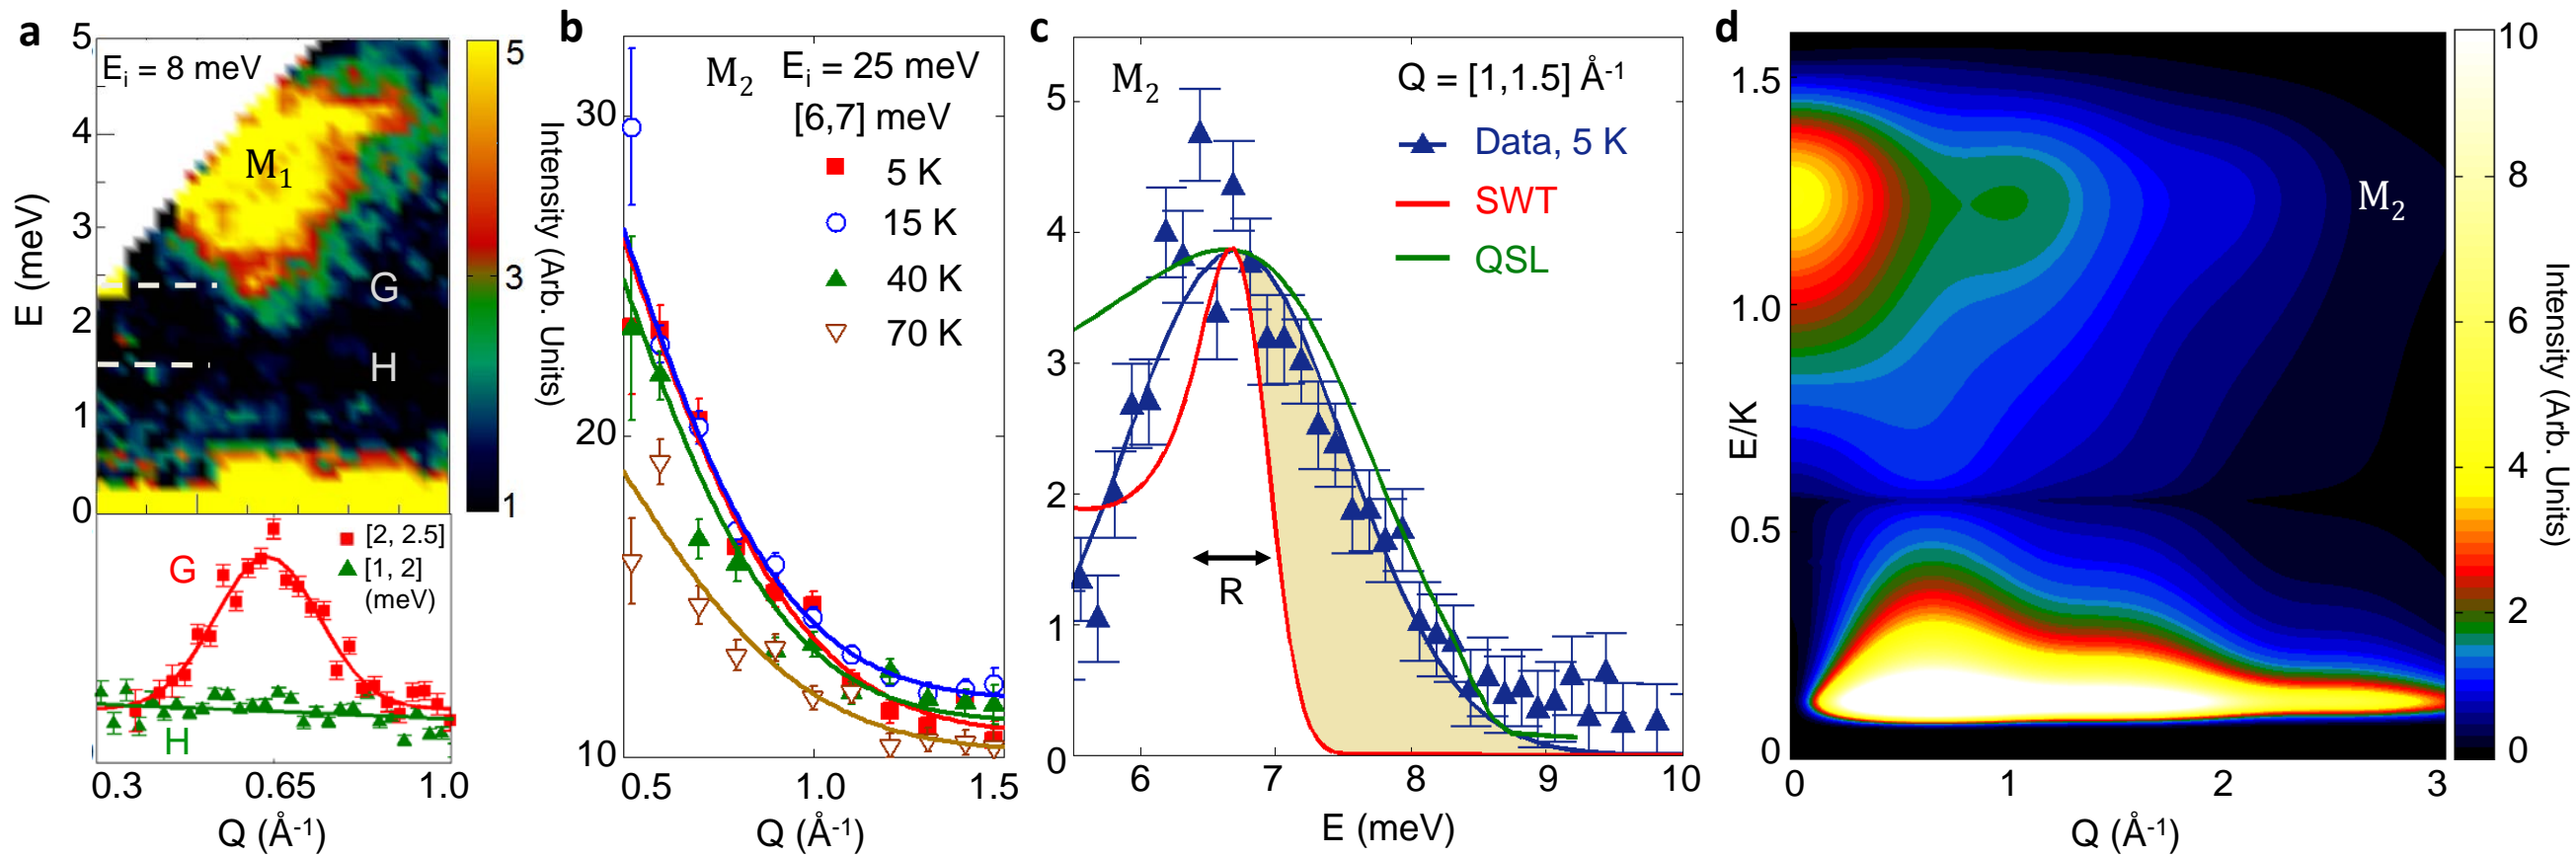 a
E (meV)
5
4
3
2
1
0
E_i = 8 meV
M_1
G
H
5
3
1
Intensity (Arb. Units)
G
H
[2, 2.5]
[1, 2]
(meV)
0.3
0.65
1.0
Q (Å^-1)
b
M_2
E_i = 25 meV
[6,7] meV
5 K
15 K
40 K
70 K
30
20
10
0.5
1.0
1.5
Q (Å^-1)
c
M_2
Q = [1,1.5] Å^-1
Data, 5 K
SWT
QSL
R
5
4
3
2
1
0
6
7
8
9
10
E (meV)
d
E/K
1.5
1.0
0.5
0
M_2
0
1
2
3
Q (Å^-1)
10
8
6
4
2
0
Intensity (Arb. Units)